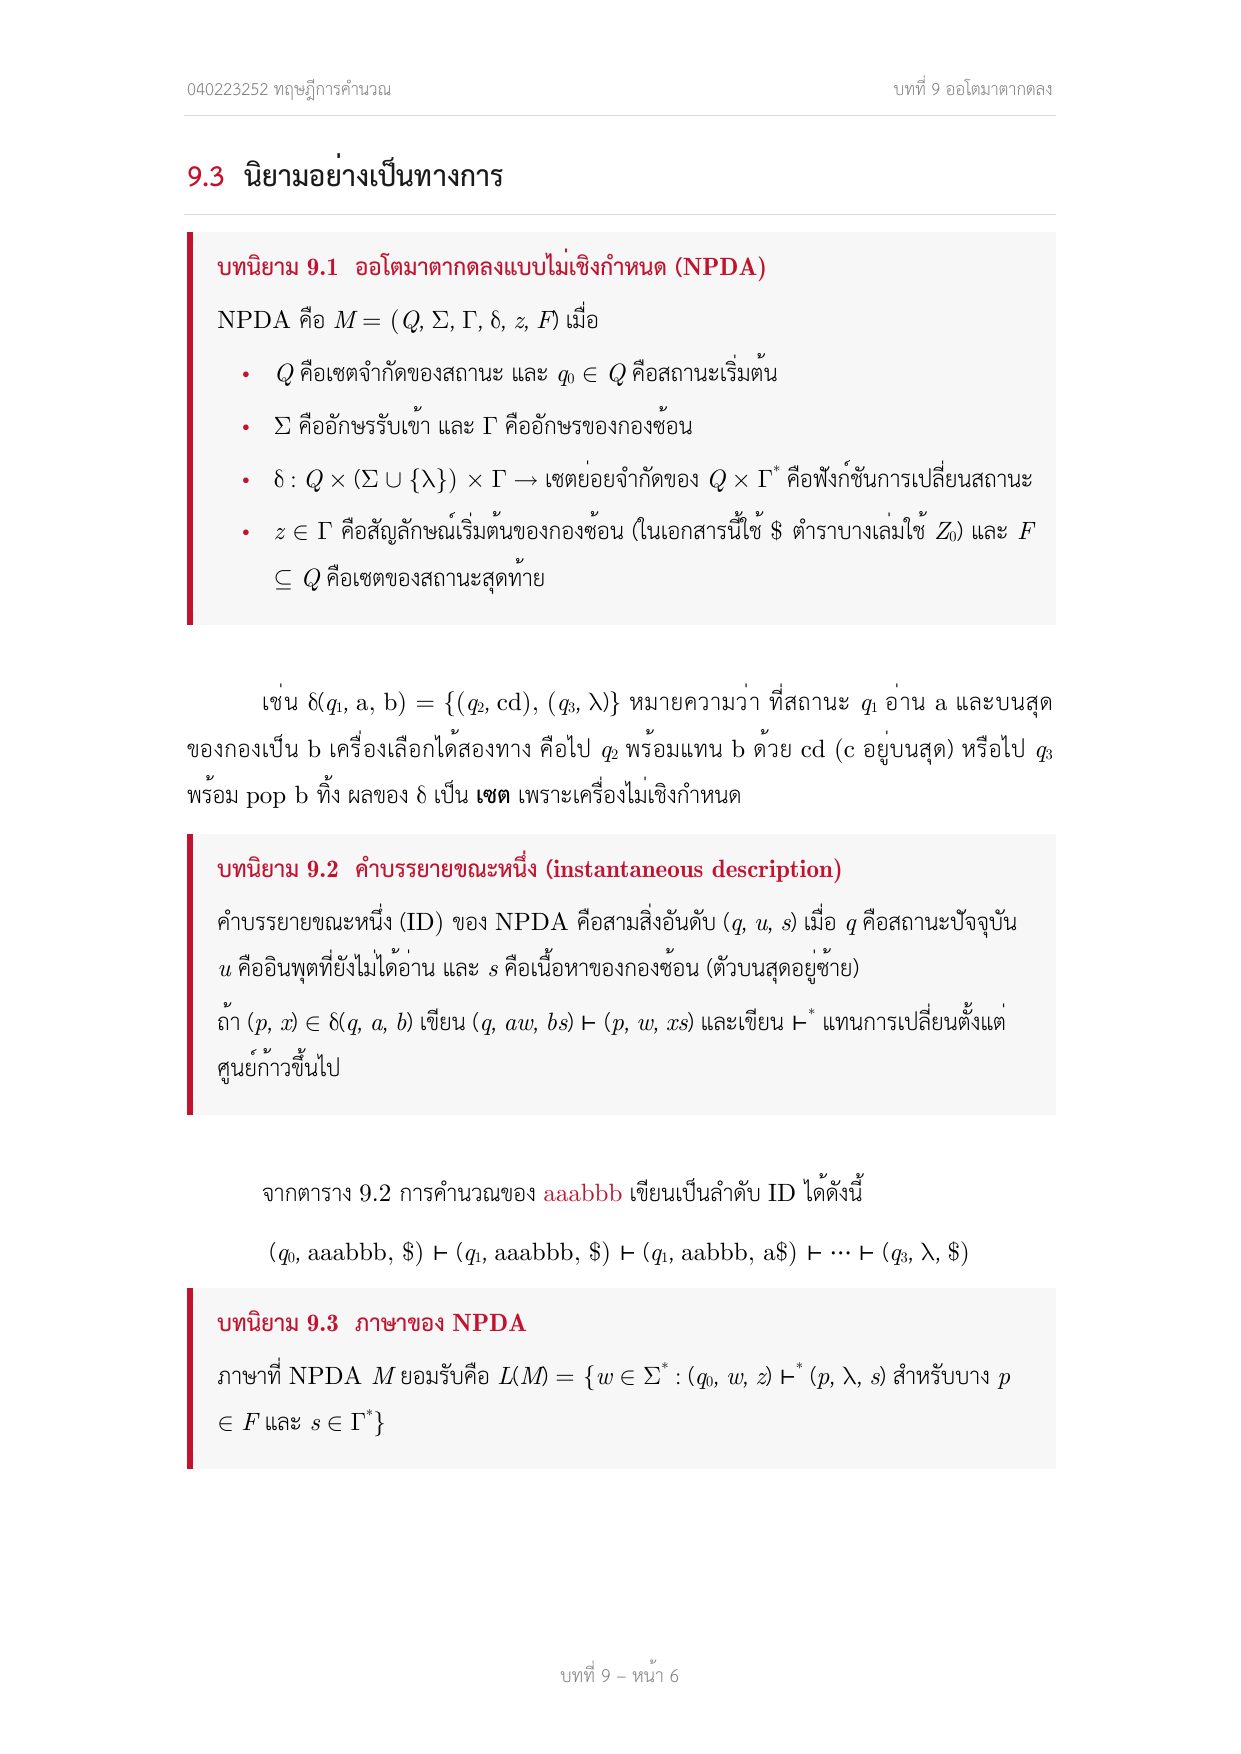 040223252 ทฤษฎีการคำนวณ
บทที่ 9 ออโตมาตากดลง
9.3 นิยามอย่างเป็นทางการ
บทนิยาม 9.1 ออโตมาตากดลงแบบไม่เชิงกำหนด (NPDA)
NPDA คือ M = (Q, Σ, Γ, δ, z, F) เมื่อ
• Q คือเซตจำกัดของสถานะ และ q₀ ∈ Q คือสถานะเริ่มต้น
• Σ คืออักษรรับเข้า และ Γ คืออักษรของกองซ้อน
• δ : Q × (Σ ∪ {λ}) × Γ → เซตย่อยจำกัดของ Q × Γ* คือฟังก์ชันการเปลี่ยนสถานะ
• z ∈ Γ คือสัญลักษณ์เริ่มต้นของกองซ้อน (ในเอกสารนี้ใช้ $ ตำราบางเล่มใช้ Z₀) และ F
⊆ Q คือเซตของสถานะสุดท้าย
เช่น δ(q₁, a, b) = {(q₂, cd), (q₃, λ)} หมายความว่า ที่สถานะ q₁ อ่าน a และบนสุด
ของกองเป็น b เครื่องเลือกได้สองทาง คือไป q₂ พร้อมแทน b ด้วย cd (c อยู่บนสุด) หรือไป q₃
พร้อม pop b ทิ้ง ผลของ δ เป็น เซต เพราะเครื่องไม่เชิงกำหนด
บทนิยาม 9.2 คำบรรยายขณะหนึ่ง (instantaneous description)
คำบรรยายขณะหนึ่ง (ID) ของ NPDA คือสามสิ่งอันดับ (q, u, s) เมื่อ q คือสถานะปัจจุบัน
u คืออินพุตที่ยังไม่ได้อ่าน และ s คือเนื้อหาของกองซ้อน (ตัวบนสุดอยู่ซ้าย)
ถ้า (p, x) ∈ δ(q, a, b) เขียน (q, aw, bs) ⊢ (p, w, xs) และเขียน ⊢* แทนการเปลี่ยนตั้งแต่
ศูนย์ก้าวขึ้นไป
จากตาราง 9.2 การคำนวณของ aaabbb เขียนเป็นลำดับ ID ได้ดังนี้
(q₀, aaabbb, $) ⊢ (q₁, aaabbb, $) ⊢ (q₁, aabbb, a$) ⊢ ⋯ ⊢ (q₃, λ, $)
บทนิยาม 9.3 ภาษาของ NPDA
ภาษาที่ NPDA M ยอมรับคือ L(M) = {w ∈ Σ* : (q₀, w, z) ⊢* (p, λ, s) สำหรับบาง p
∈ F และ s ∈ Γ*}
บทที่ 9 – หน้า 6